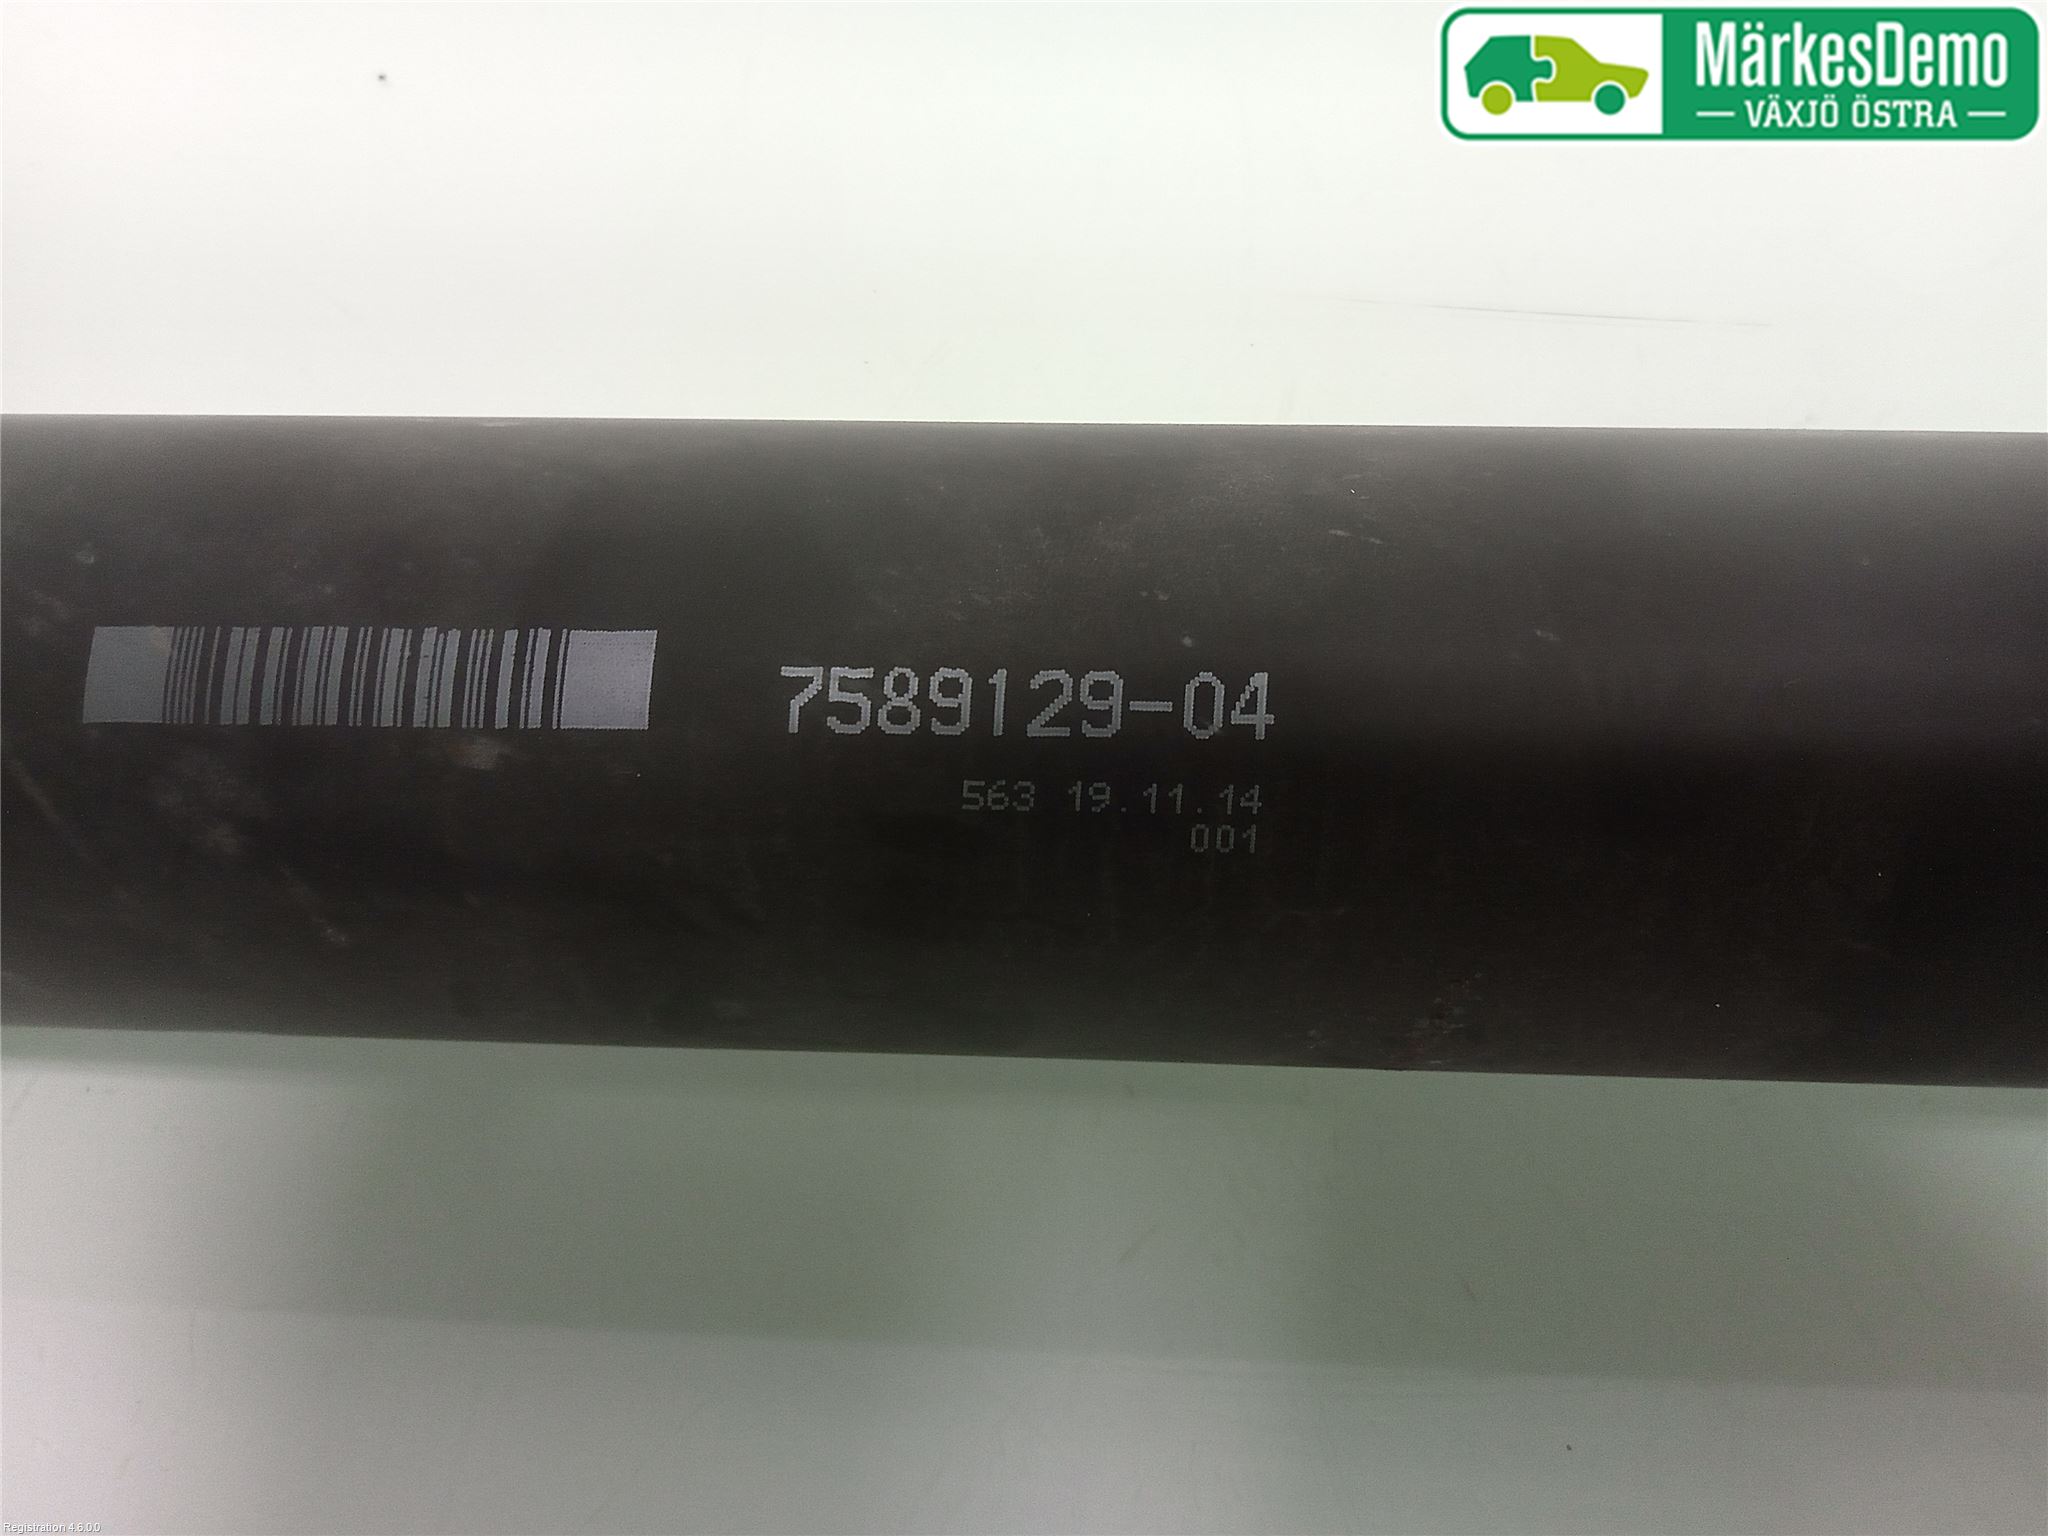 MärkesDemo
— VÄXJÖ ÖSTRA —
7589129-04
563 19.11.14
001
Registration 4.6.0.0